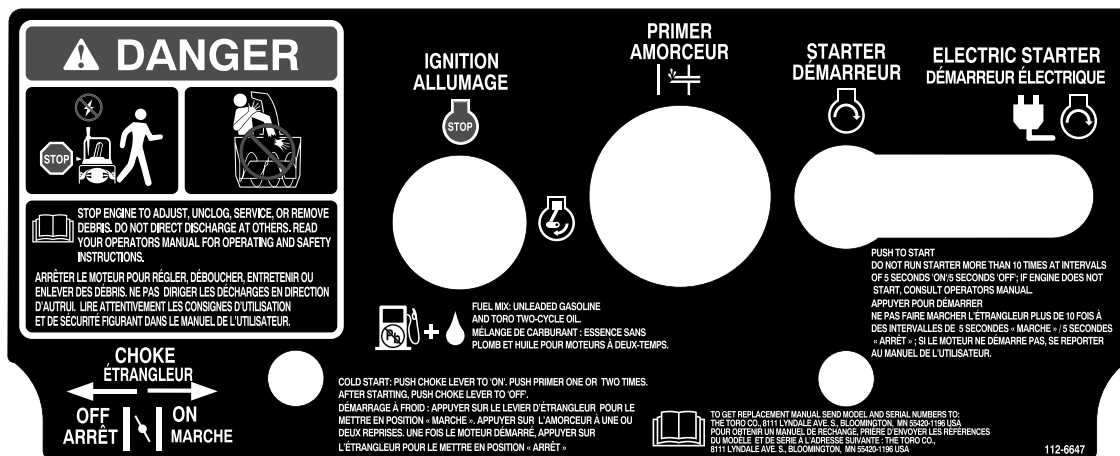 DANGER
STOP
STOP ENGINE TO ADJUST, UNCLOG, SERVICE, OR REMOVE
DEBRIS. DO NOT DIRECT DISCHARGE AT OTHERS. READ
YOUR OPERATORS MANUAL FOR OPERATING AND SAFETY
INSTRUCTIONS.
ARRÊTER LE MOTEUR POUR RÉGLER, DÉBOUCHER, ENTRETENIR OU
ENLEVER DES DÉBRIS. NE PAS DIRIGER LES DÉCHARGES EN DIRECTION
D'AUTRUI. LIRE ATTENTIVEMENT LES CONSIGNES D'UTILISATION
ET DE SÉCURITÉ FIGURANT DANS LE MANUEL DE L'UTILISATEUR.
CHOKE
ÉTRANGLEUR
OFF
ARRÊT
ON
MARCHE
IGNITION
ALLUMAGE
STOP
PRIMER
AMORCEUR
STARTER
DÉMARREUR
ELECTRIC STARTER
DÉMARREUR ÉLECTRIQUE
PUSH TO START
DO NOT RUN STARTER MORE THAN 10 TIMES AT INTERVALS
OF 5 SECONDS 'ON'/5 SECONDS 'OFF'; IF ENGINE DOES NOT
START, CONSULT OPERATORS MANUAL.
APPUYER POUR DÉMARRER
NE PAS FAIRE MARCHER L'ÉTRANGLEUR PLUS DE 10 FOIS À
DES INTERVALLES DE 5 SECONDES « MARCHE » / 5 SECONDES
« ARRÊT » ; SI LE MOTEUR NE DÉMARRE PAS, SE REPORTER
AU MANUEL DE L'UTILISATEUR.
Pb
+
FUEL MIX: UNLEADED GASOLINE
AND TORO TWO-CYCLE OIL.
MÉLANGE DE CARBURANT : ESSENCE SANS
PLOMB ET HUILE POUR MOTEURS À DEUX-TEMPS.
COLD START: PUSH CHOKE LEVER TO 'ON'. PUSH PRIMER ONE OR TWO TIMES.
AFTER STARTING, PUSH CHOKE LEVER TO 'OFF'.
DÉMARRAGE À FROID : APPUYER SUR LE LEVIER D'ÉTRANGLEUR POUR LE
METTRE EN POSITION « MARCHE ». APPUYER SUR L'AMORCEUR À UNE OU
DEUX REPRISES. UNE FOIS LE MOTEUR DÉMARRÉ, APPUYER SUR
L'ÉTRANGLEUR POUR LE METTRE EN POSITION « ARRÊT »
TO GET REPLACEMENT MANUAL SEND MODEL AND SERIAL NUMBERS TO:
THE TORO CO., 8111 LYNDALE AVE. S., BLOOMINGTON, MN 55420-1196 USA
POUR OBTENIR UN MANUEL DE RECHANGE, PRIÈRE D'ENVOYER LES RÉFÉRENCES
DU MODÈLE ET DE SÉRIE À L'ADRESSE SUIVANTE : THE TORO CO.,
8111 LYNDALE AVE. S., BLOOMINGTON, MN 55420-1196 USA
112-6647